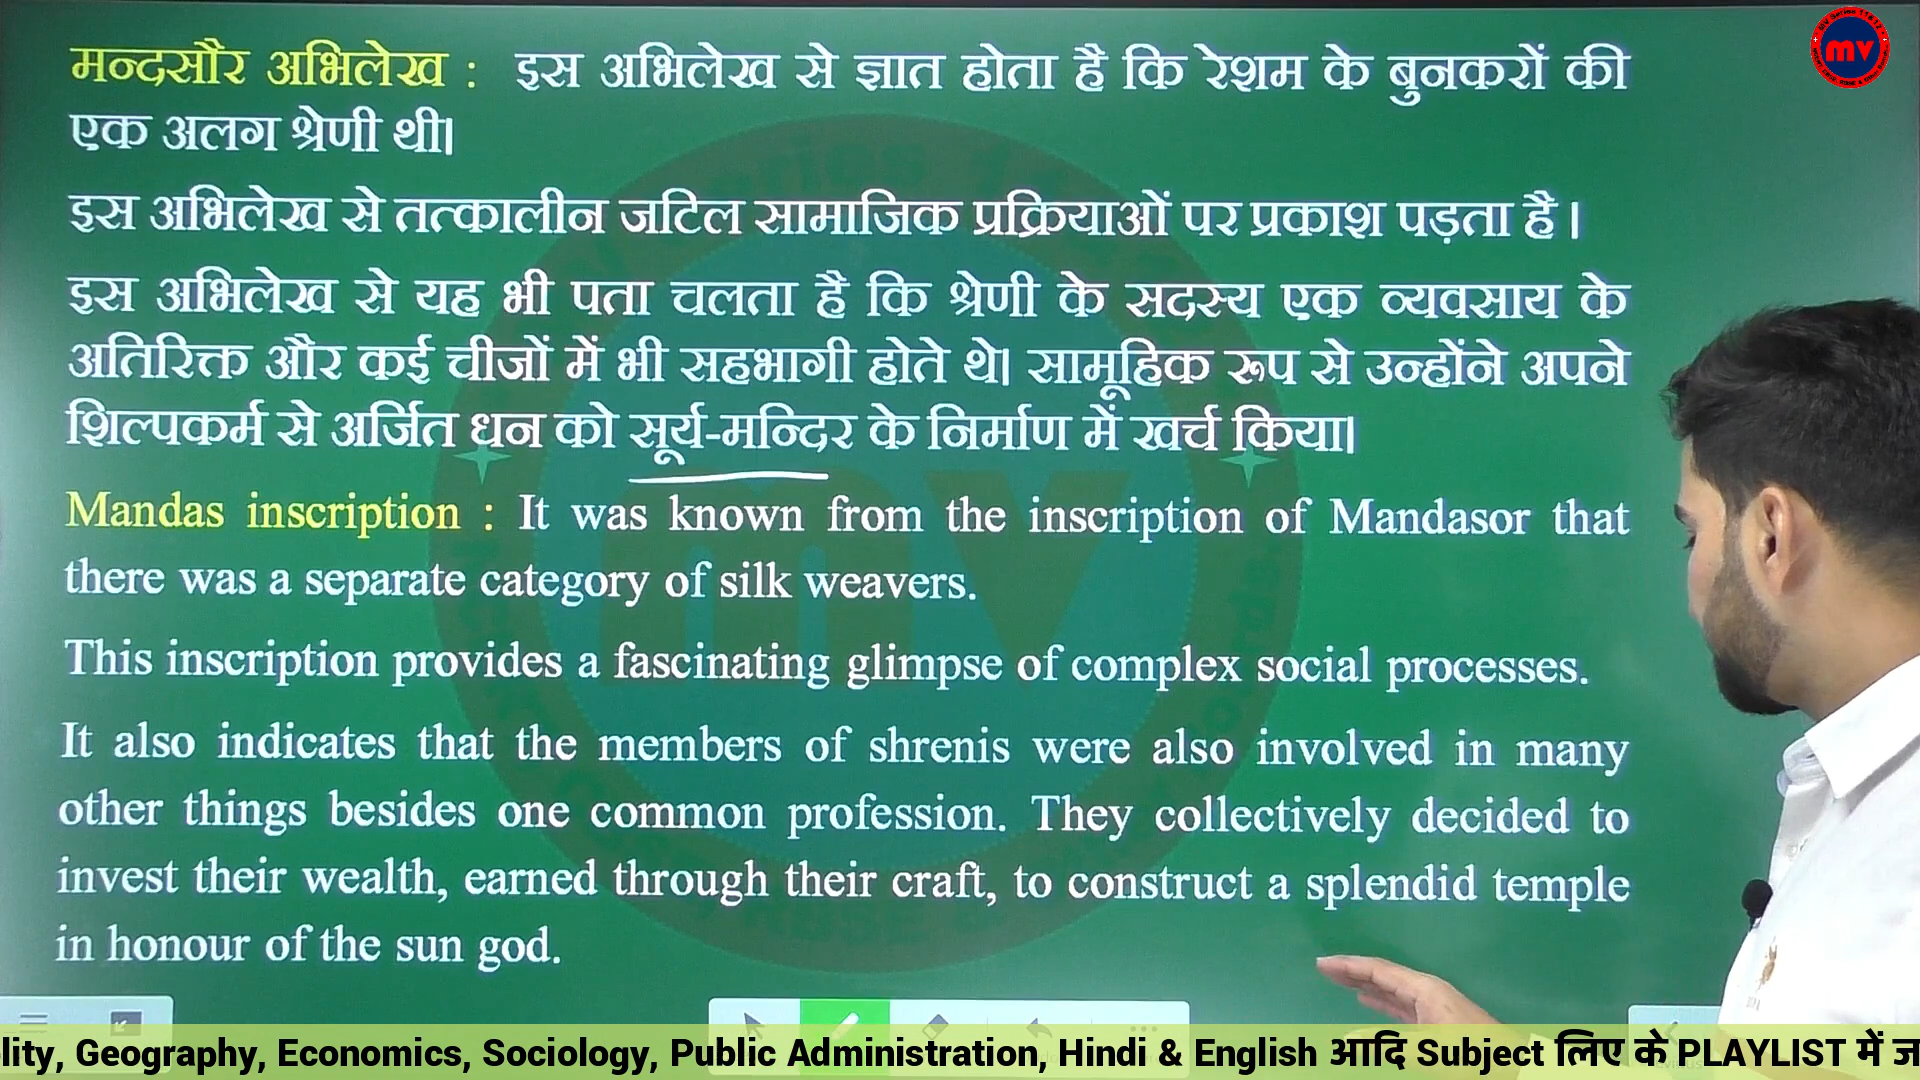 मन्दसौर अभिलेख : इस अभिलेख से ज्ञात होता है कि रेशम के बुनकरों की
एक अलग श्रेणी थी।
इस अभिलेख से तत्कालीन जटिल सामाजिक प्रक्रियाओं पर प्रकाश पड़ता है।
इस अभिलेख से यह भी पता चलता है कि श्रेणी के सदस्य एक व्यवसाय के
अतिरिक्त और कई चीजों में भी सहभागी होते थे। सामूहिक रूप से उन्होंने अपने
शिल्पकर्म से अर्जित धन को सूर्य-मन्दिर के निर्माण में खर्च किया।
Mandas inscription : It was known from the inscription of Mandasor that
there was a separate category of silk weavers.
This inscription provides a fascinating glimpse of complex social processes.
It also indicates that the members of shrenis were also involved in many
other things besides one common profession. They collectively decided to
invest their wealth, earned through their craft, to construct a splendid temple
in honour of the sun god.
mv
lity, Geography, Economics, Sociology, Public Administration, Hindi & English आदि Subject लिए के PLAYLIST में ज